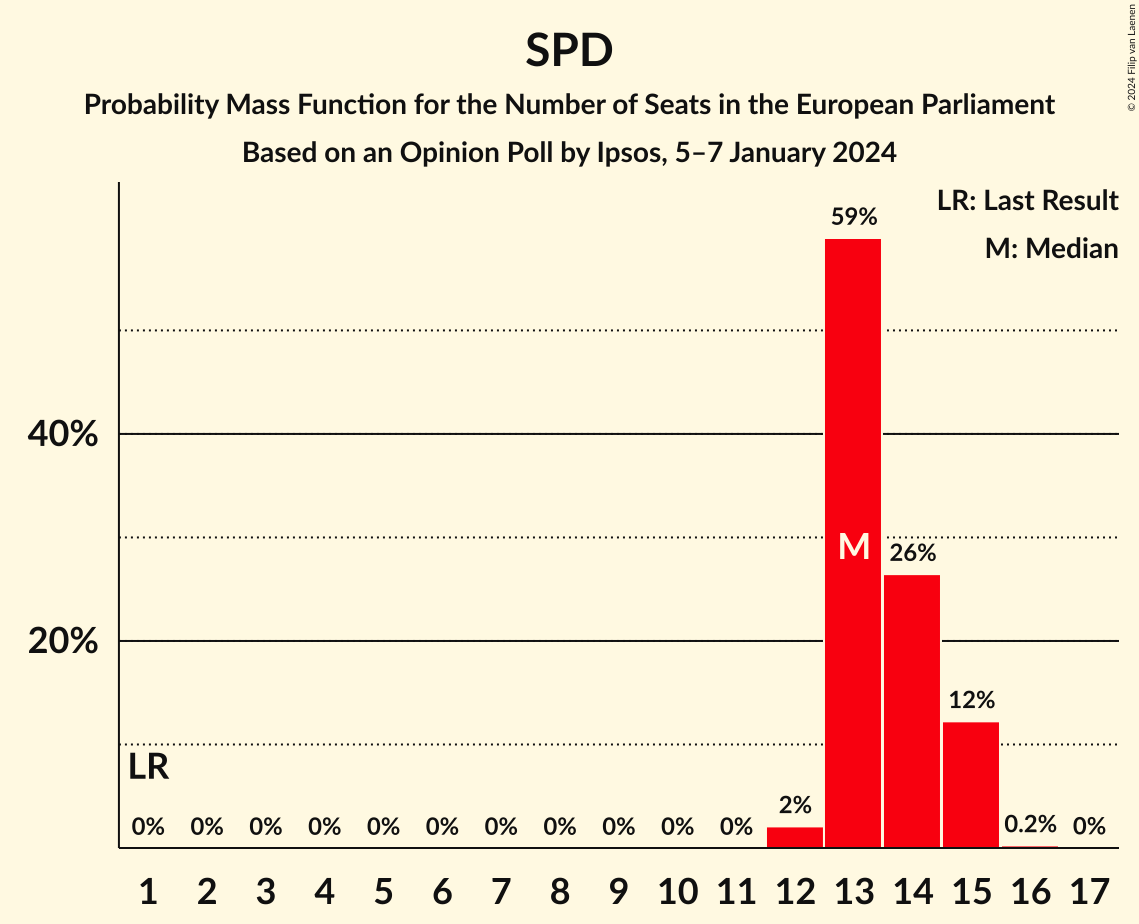 SPD
Probability Mass Function for the Number of Seats in the European Parliament
Based on an Opinion Poll by Ipsos, 5–7 January 2024
© 2024 Filip van Laenen
LR: Last Result
M: Median
59%
40%
M
26%
20%
12%
LR
2%
0% 0% 0% 0% 0% 0% 0% 0% 0% 0% 0% 0.2% 0%
1 2 3 4 5 6 7 8 9 10 11 12 13 14 15 16 17